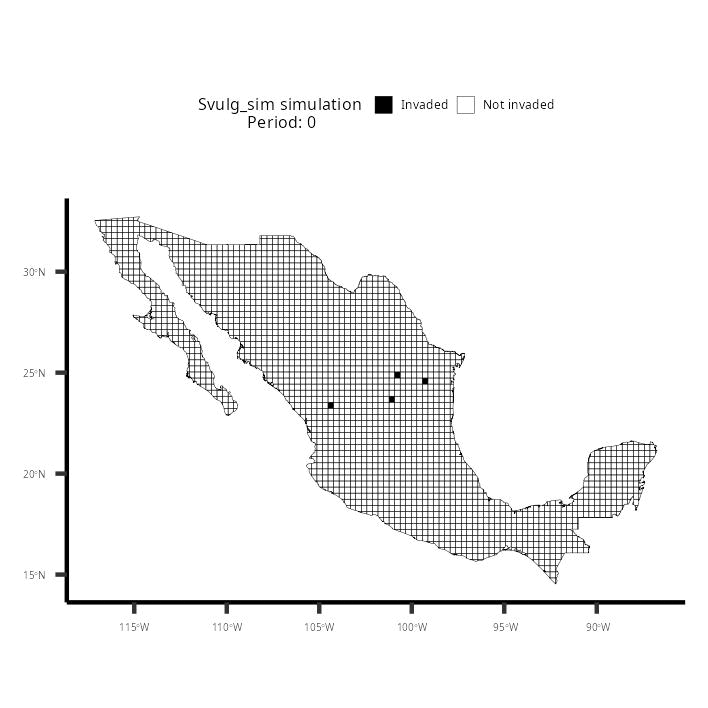 Svulg_sim simulation
Period: 0
Invaded
Not invaded
30°N
25°N
20°N
15°N
115°W
110°W
105°W
100°W
95°W
90°W